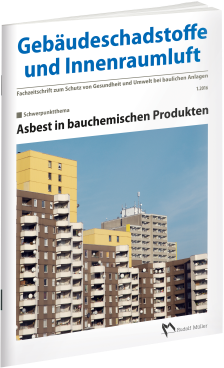 Gebäudeschadstoffe
und Innenraumluft
Fachzeitschrift zum Schutz von Gesundheit und Umwelt bei baulichen Anlagen
1.2016
Schwerpunktthema
Asbest in bauchemischen Produkten
Rudolf Müller